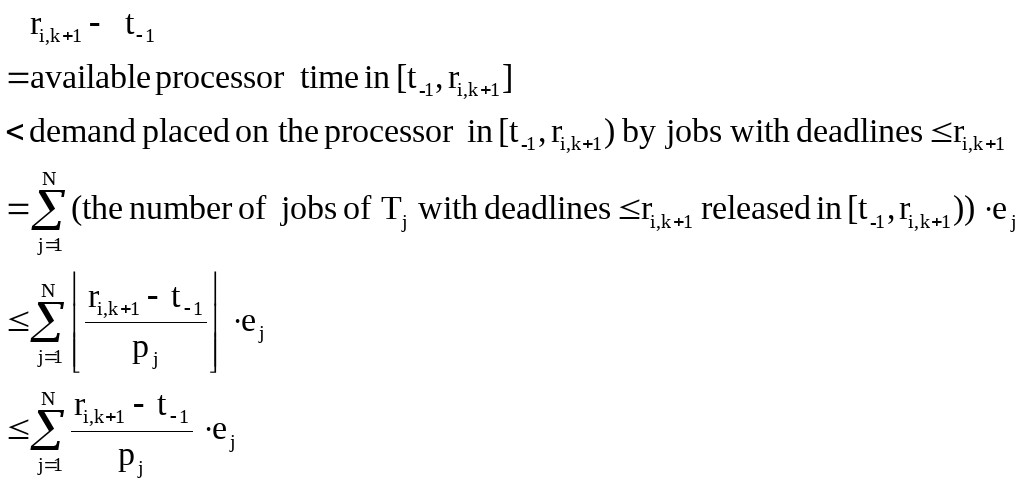 r_{i,k+1} - t_{-1}
=available processor time in [t_{-1}, r_{i,k+1}]
< demand placed on the processor in [t_{-1}, r_{i,k+1}) by jobs with deadlines ≤r_{i,k+1}
=∑_{j=1}^{N} (the number of jobs of T_j with deadlines ≤r_{i,k+1} released in [t_{-1}, r_{i,k+1})) ·e_j
≤∑_{j=1}^{N} ⌊(r_{i,k+1} - t_{-1})/p_j⌋ ·e_j
≤∑_{j=1}^{N} (r_{i,k+1} - t_{-1})/p_j ·e_j